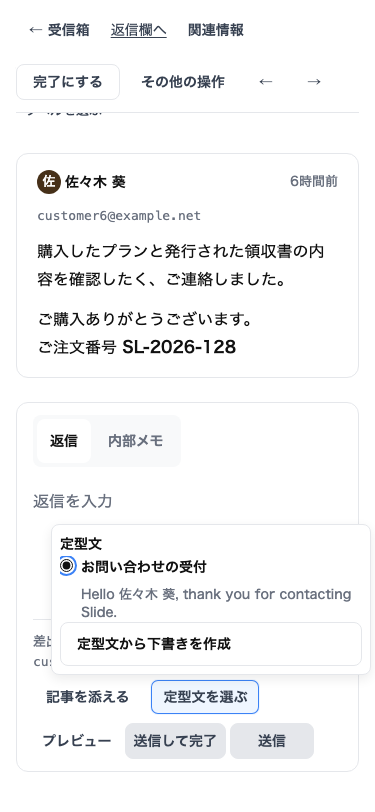 ← 受信箱 返信欄へ 関連情報
完了にする その他の操作 ← →
佐 佐々木 葵 6時間前
customer6@example.net
購入したプランと発行された領収書の内
容を確認したく、ご連絡しました。
ご購入ありがとうございます。
ご注文番号 SL-2026-128
返信 内部メモ
返信を入力
定型文
お問い合わせの受付
Hello 佐々木 葵, thank you for contacting
Slide.
定型文から下書きを作成
記事を添える 定型文を選ぶ
プレビュー 送信して完了 送信